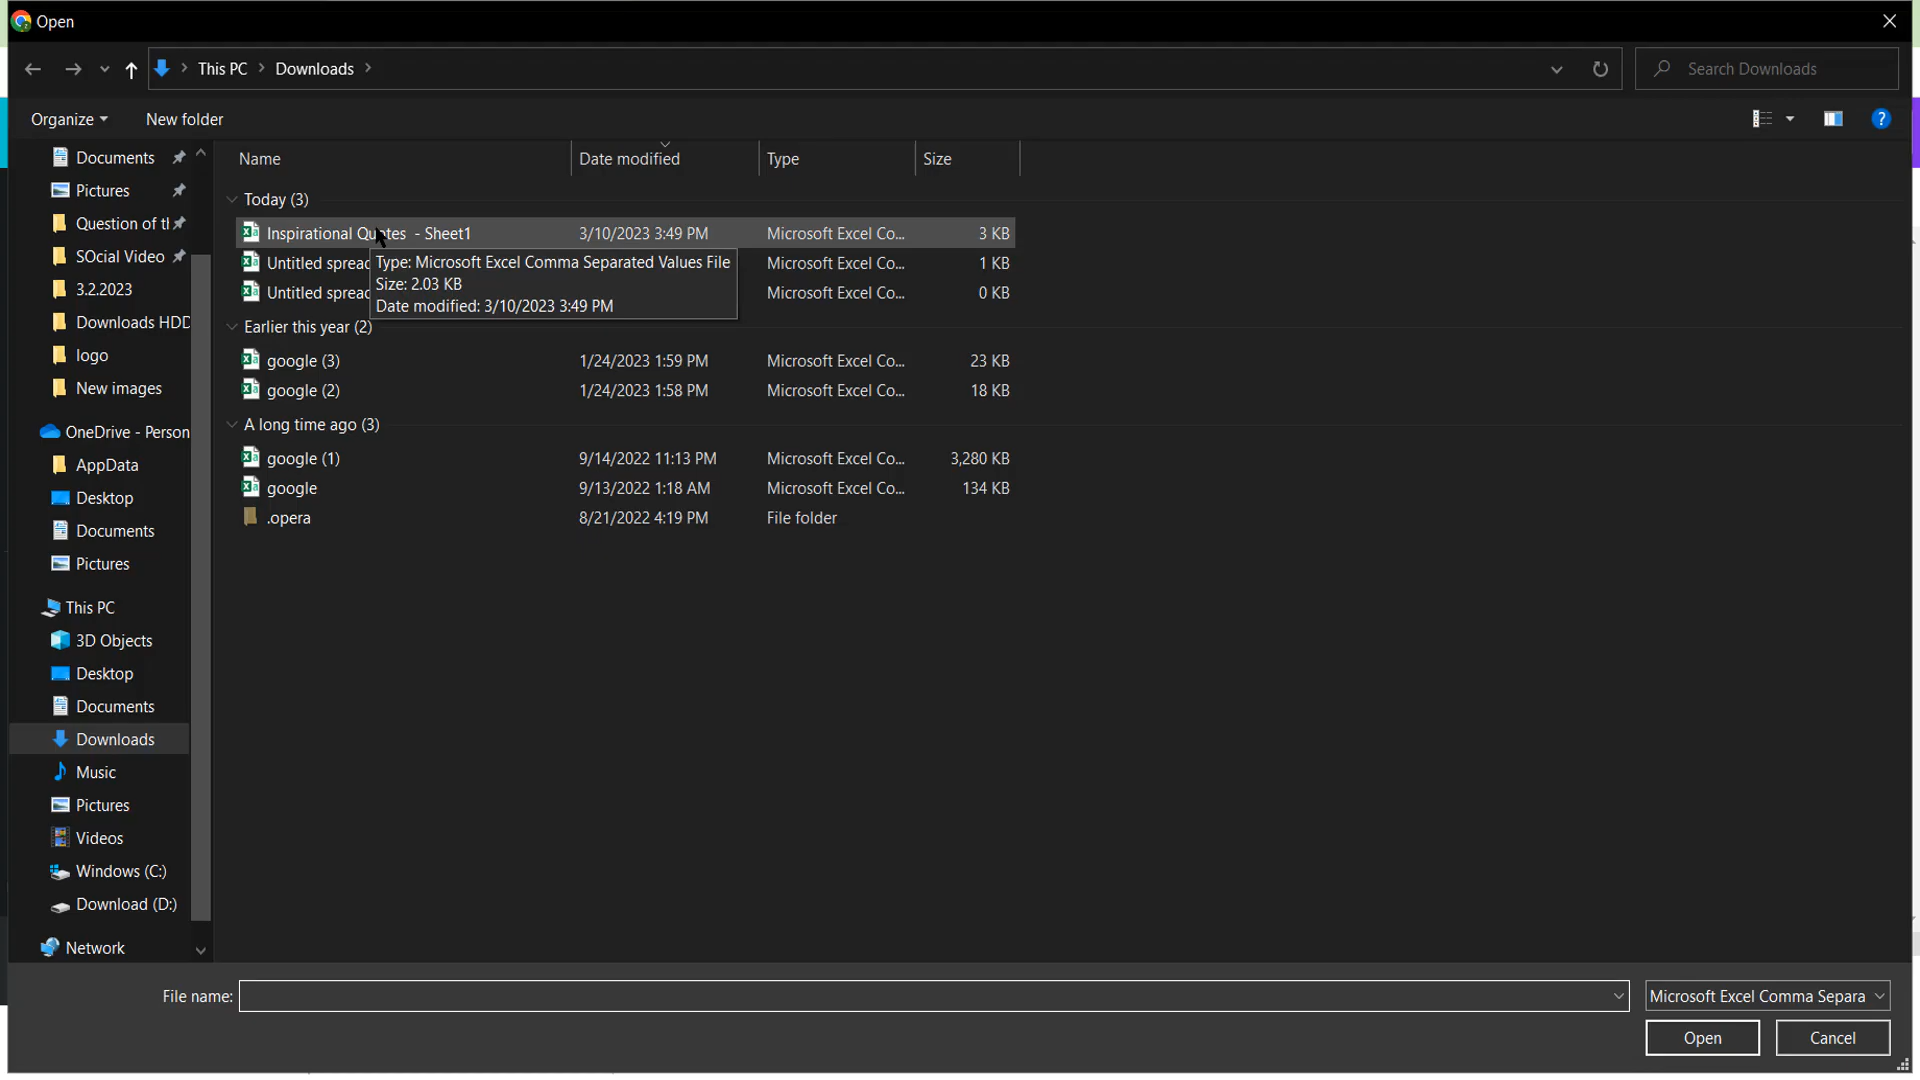 Open
This PC > Downloads >
Search Downloads
Organize
New folder
Name
Date modified
Type
Size
Documents
Pictures
Question of tl
SOcial Video
3.2.2023
Downloads HDD
logo
New images
OneDrive - Person
AppData
Desktop
Documents
Pictures
This PC
3D Objects
Desktop
Documents
Downloads
Music
Pictures
Videos
Windows (C:)
Download (D:)
Network
Today (3)
Inspirational Quotes - Sheet1 3/10/2023 3:49 PM Microsoft Excel Co... 3 KB
Untitled spread Microsoft Excel Co... 1 KB
Untitled spread Microsoft Excel Co... 0 KB
Type: Microsoft Excel Comma Separated Values File
Size: 2.03 KB
Date modified: 3/10/2023 3:49 PM
Earlier this year (2)
google (3) 1/24/2023 1:59 PM Microsoft Excel Co... 23 KB
google (2) 1/24/2023 1:58 PM Microsoft Excel Co... 18 KB
A long time ago (3)
google (1) 9/14/2022 11:13 PM Microsoft Excel Co... 3,280 KB
google 9/13/2022 1:18 AM Microsoft Excel Co... 134 KB
.opera 8/21/2022 4:19 PM File folder
File name:
Microsoft Excel Comma Separa
Open
Cancel